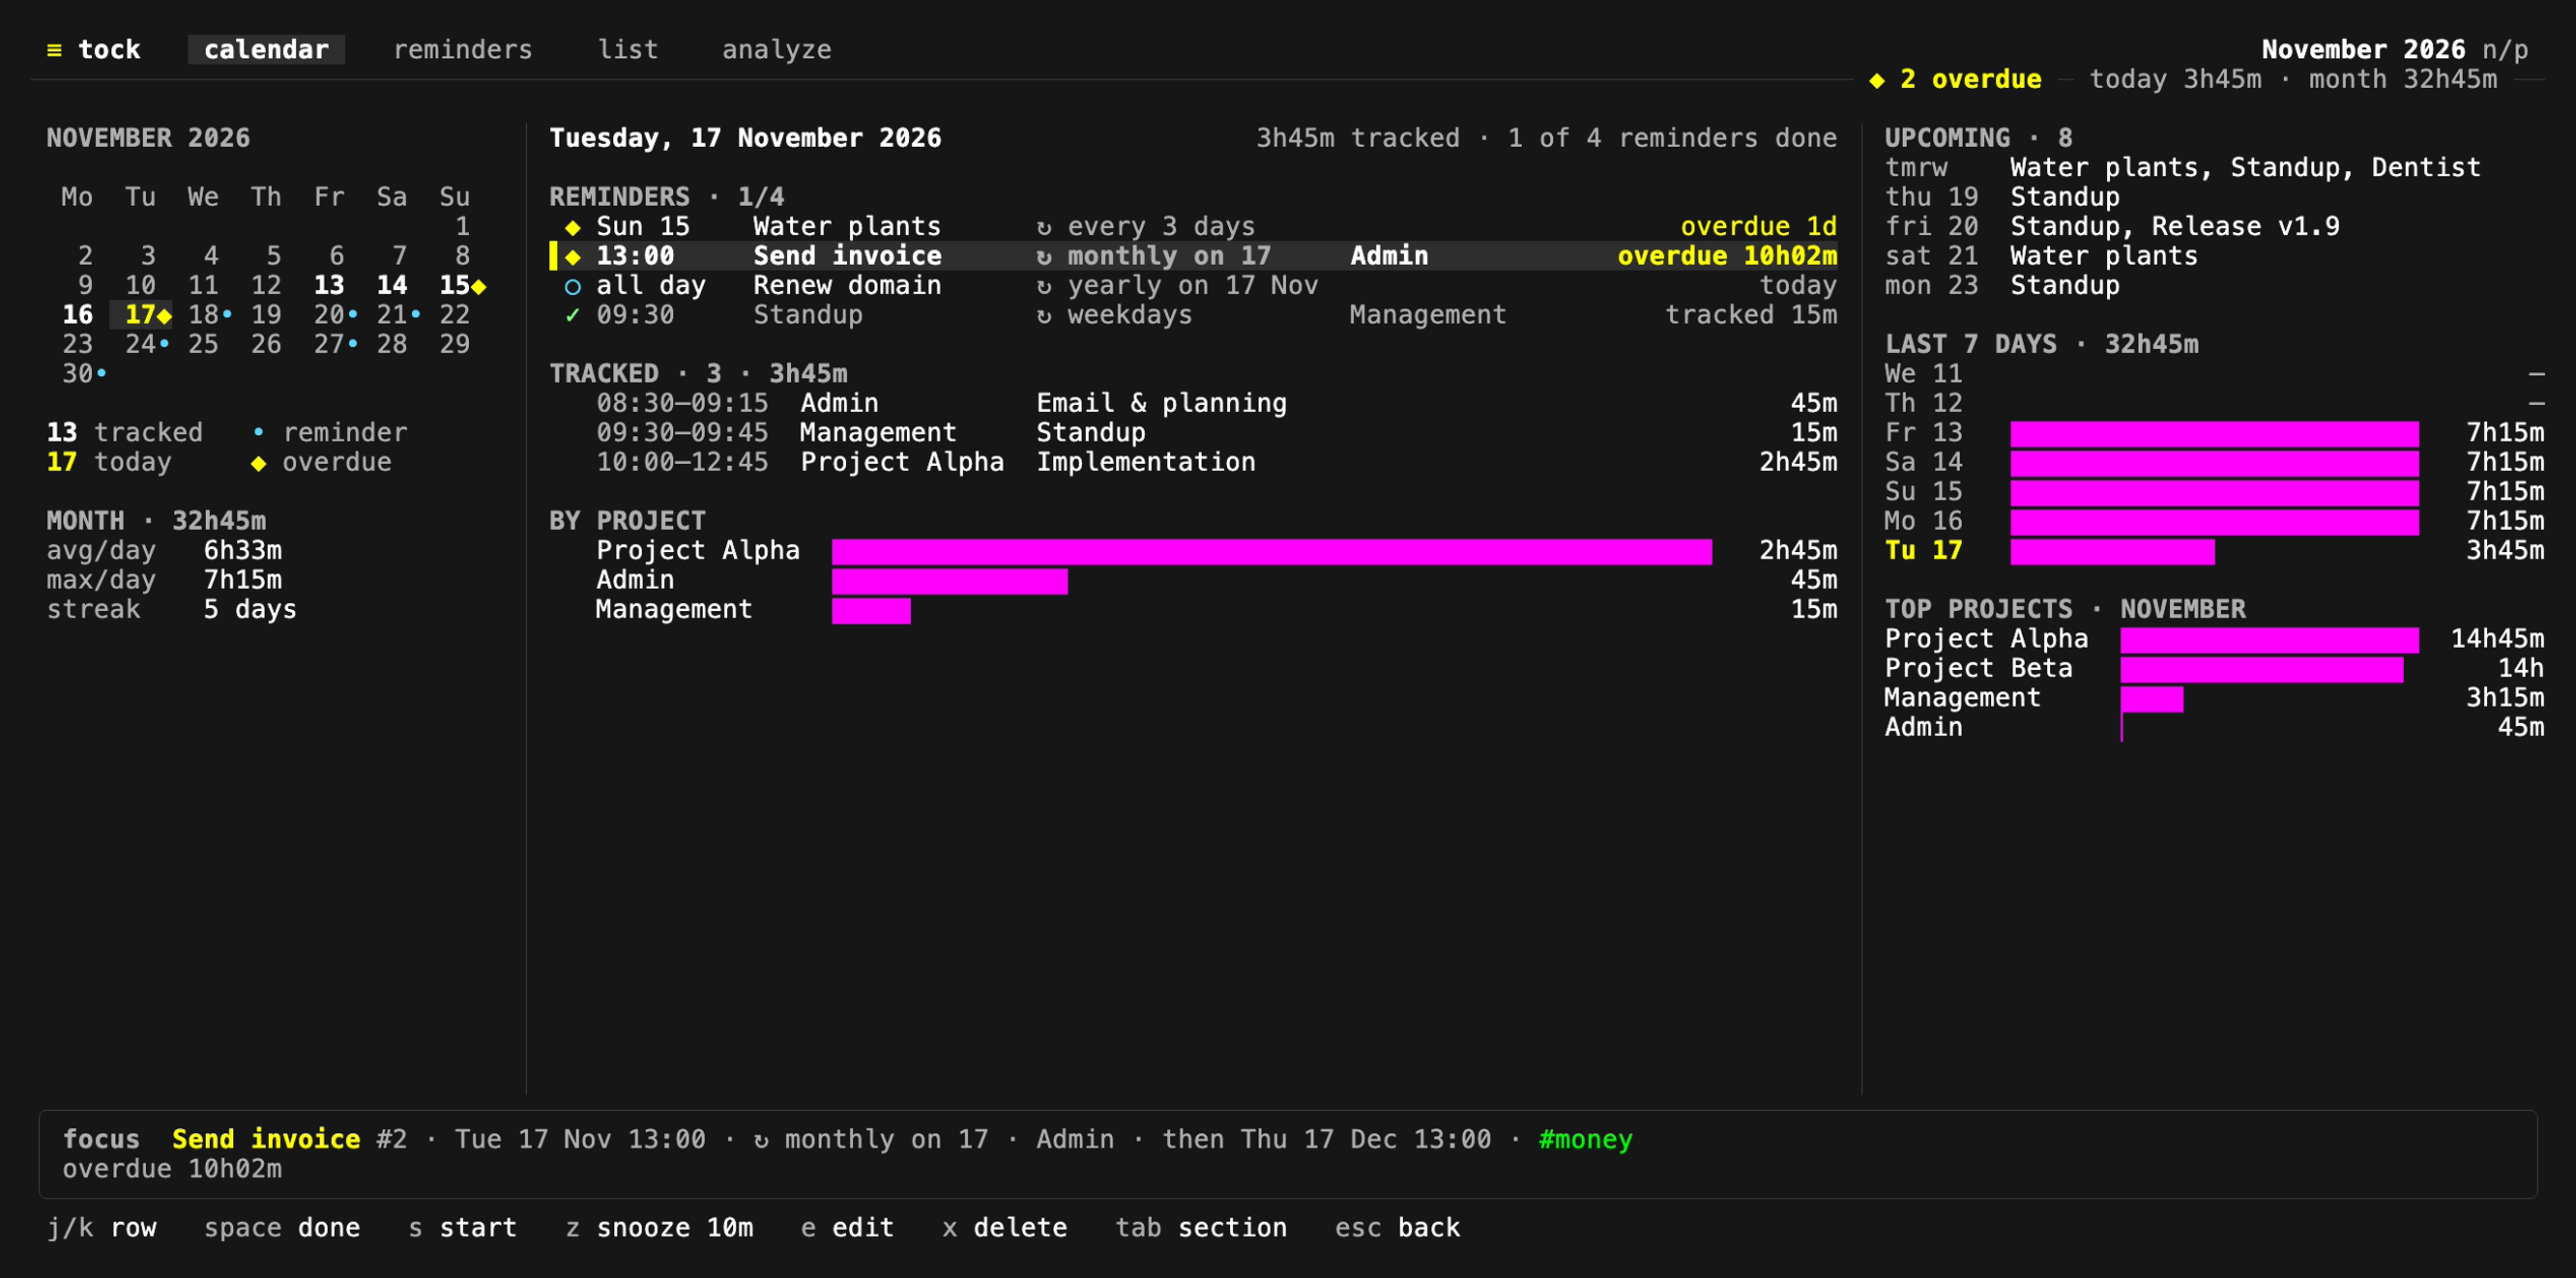 ≡ tock calendar reminders list analyze November 2026 n/p
◆ 2 overdue — today 3h45m · month 32h45m
NOVEMBER 2026
Mo Tu We Th Fr Sa Su
1
2 3 4 5 6 7 8
9 10 11 12 13 14 15◆
16 17◆ 18• 19 20• 21• 22
23 24• 25 26 27• 28 29
30•
13 tracked • reminder
17 today ◆ overdue
MONTH · 32h45m
avg/day 6h33m
max/day 7h15m
streak 5 days
Tuesday, 17 November 2026 3h45m tracked · 1 of 4 reminders done
REMINDERS · 1/4
◆ Sun 15 Water plants ↻ every 3 days overdue 1d
◆ 13:00 Send invoice ↻ monthly on 17 Admin overdue 10h02m
○ all day Renew domain ↻ yearly on 17 Nov today
✓ 09:30 Standup ↻ weekdays Management tracked 15m
TRACKED · 3 · 3h45m
08:30–09:15 Admin Email & planning 45m
09:30–09:45 Management Standup 15m
10:00–12:45 Project Alpha Implementation 2h45m
BY PROJECT
Project Alpha 2h45m
Admin 45m
Management 15m
UPCOMING · 8
tmrw Water plants, Standup, Dentist
thu 19 Standup
fri 20 Standup, Release v1.9
sat 21 Water plants
mon 23 Standup
LAST 7 DAYS · 32h45m
We 11 –
Th 12 –
Fr 13 7h15m
Sa 14 7h15m
Su 15 7h15m
Mo 16 7h15m
Tu 17 3h45m
TOP PROJECTS · NOVEMBER
Project Alpha 14h45m
Project Beta 14h
Management 3h15m
Admin 45m
focus Send invoice #2 · Tue 17 Nov 13:00 · ↻ monthly on 17 · Admin · then Thu 17 Dec 13:00 · #money
overdue 10h02m
j/k row space done s start z snooze 10m e edit x delete tab section esc back